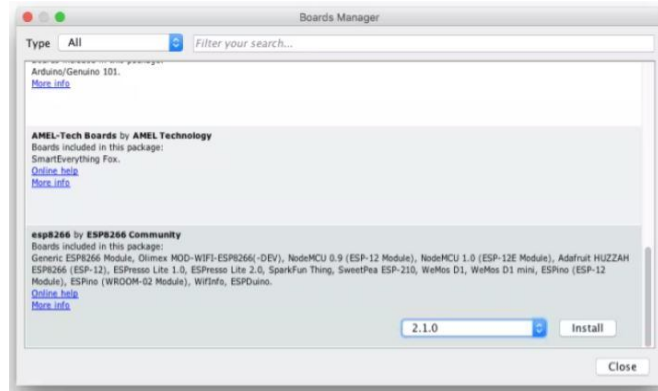 Boards Manager
Type All Filter your search...
Boards included in this package:
Arduino/Genuino 101.
More info
AMEL-Tech Boards by AMEL Technology
Boards included in this package:
SmartEverything Fox.
Online help
More info
esp8266 by ESP8266 Community
Boards included in this package:
Generic ESP8266 Module, Olimex MOD-WIFI-ESP8266(-DEV), NodeMCU 0.9 (ESP-12 Module), NodeMCU 1.0 (ESP-12E Module), Adafruit HUZZAH
ESP8266 (ESP-12), ESPresso Lite 1.0, ESPresso Lite 2.0, SparkFun Thing, SweetPea ESP-210, WeMos D1, WeMos D1 mini, ESPino (ESP-12
Module), ESPino (WROOM-02 Module), WifInfo, ESPDuino.
Online help
More info
2.1.0 Install
Close